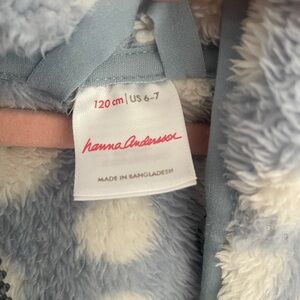 120 cm | US 6-7
hanna Andersson
MADE IN BANGLADESH